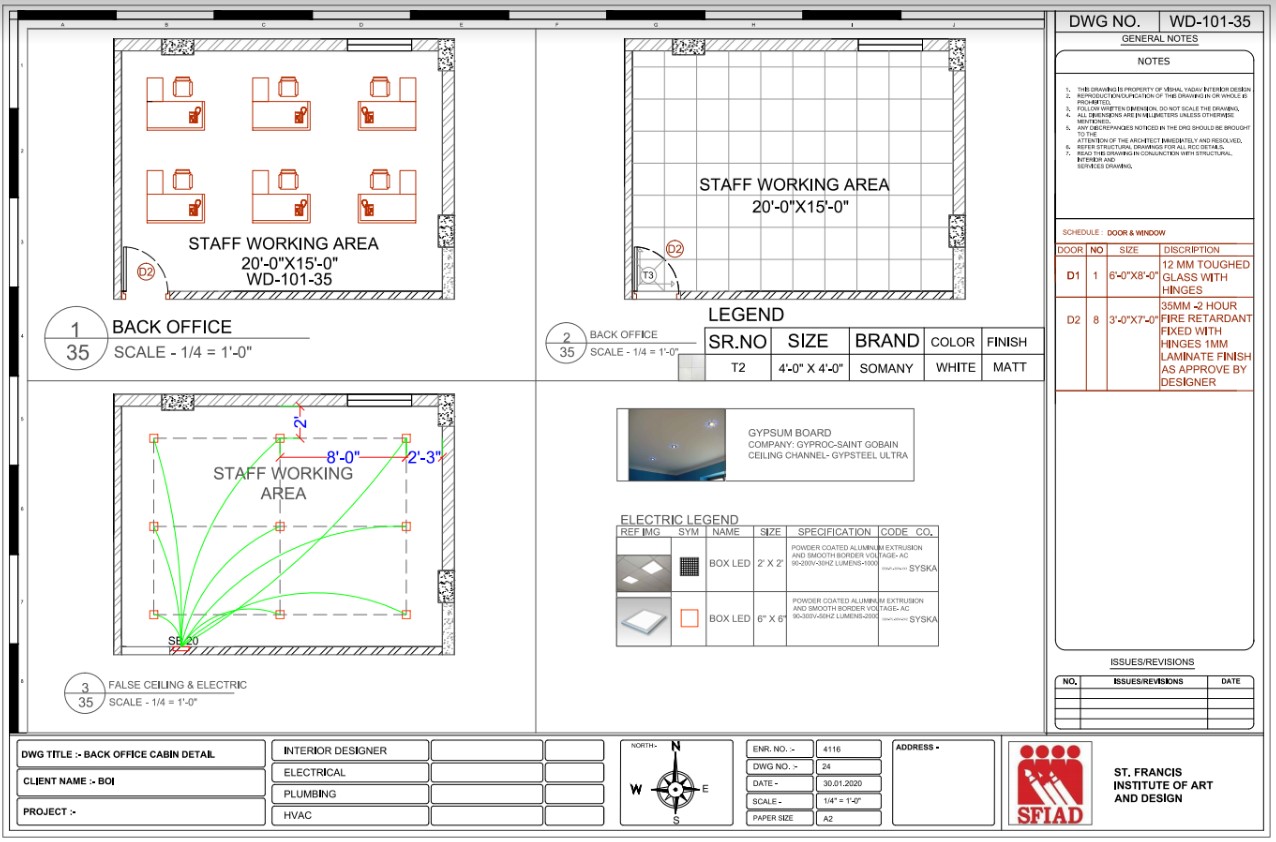 A B C D E F G H I J
1
2
3
4
5
6
7
8
STAFF WORKING AREA
20'-0"X15'-0"
WD-101-35
D2
1
35
BACK OFFICE
SCALE - 1/4 = 1'-0"
STAFF WORKING AREA
20'-0"X15'-0"
D2
T3
2
35
BACK OFFICE
SCALE - 1/4 = 1'-0"
LEGEND
SR.NO SIZE BRAND COLOR FINISH
T2 4'-0" X 4'-0" SOMANY WHITE MATT
2'
8'-0" 2'-3"
STAFF WORKING
AREA
SB 20
3
35
FALSE CEILING & ELECTRIC
SCALE - 1/4 = 1'-0"
GYPSUM BOARD
COMPANY: GYPROC-SAINT GOBAIN
CEILING CHANNEL- GYPSTEEL ULTRA
ELECTRIC LEGEND
REF IMG SYM NAME SIZE SPECIFICATION CODE CO.
BOX LED 2' X 2'
POWDER COATED ALUMINUM EXTRUSION
AND SMOOTH BORDER VOLTAGE- AC
90-200V-30HZ LUMENS-1000
SYSKA
BOX LED 6" X 6"
POWDER COATED ALUMINUM EXTRUSION
AND SMOOTH BORDER VOLTAGE- AC
90-300V-50HZ LUMENS-2000
SYSKA
DWG NO. WD-101-35
GENERAL NOTES
NOTES
1. THIS DRAWING IS PROPERTY OF VISHAL YADAV INTERIOR DESIGN
2. REPRODUCTION/DUPICATION OF THIS DRAWING IN OR WHOLE IS
PROHIBITED.
3. FOLLOW WRITTEN DIMENSION. DO NOT SCALE THE DRAWING.
4. ALL DIMENSIONS ARE IN MILLIMETERS UNLESS OTHERWISE
MENTIONED.
5. ANY DISCREPANCIES NOTICED IN THE DRG SHOULD BE BROUGHT
TO THE
ATTENTION OF THE ARCHITECT IMMEDIATELY AND RESOLVED.
6. REFER STRUCTURAL DRAWINGS FOR ALL RCC DETAILS.
7. READ THIS DRAWING IN CONJUNCTION WITH STRUCTURAL,
INTERIOR AND
SERVICES DRAWING.
SCHEDULE : DOOR & WINDOW
DOOR NO SIZE DISCRIPTION
D1 1 6'-0"X8'-0"
12 MM TOUGHED
GLASS WITH
HINGES
D2 8 3'-0"X7'-0"
35MM -2 HOUR
FIRE RETARDANT
FIXED WITH
HINGES 1MM
LAMINATE FINISH
AS APPROVE BY
DESIGNER
ISSUES/REVISIONS
NO. ISSUES/REVISIONS DATE
DWG TITLE :- BACK OFFICE CABIN DETAIL
CLIENT NAME :- BOI
PROJECT :-
INTERIOR DESIGNER
ELECTRICAL
PLUMBING
HVAC
NORTH:-
N
W E
S
ENR. NO. :- 4116
DWG NO. :- 24
DATE - 30.01.2020
SCALE - 1/4" = 1'-0"
PAPER SIZE A2
ADDRESS -
SFIAD
ST. FRANCIS
INSTITUTE OF ART
AND DESIGN